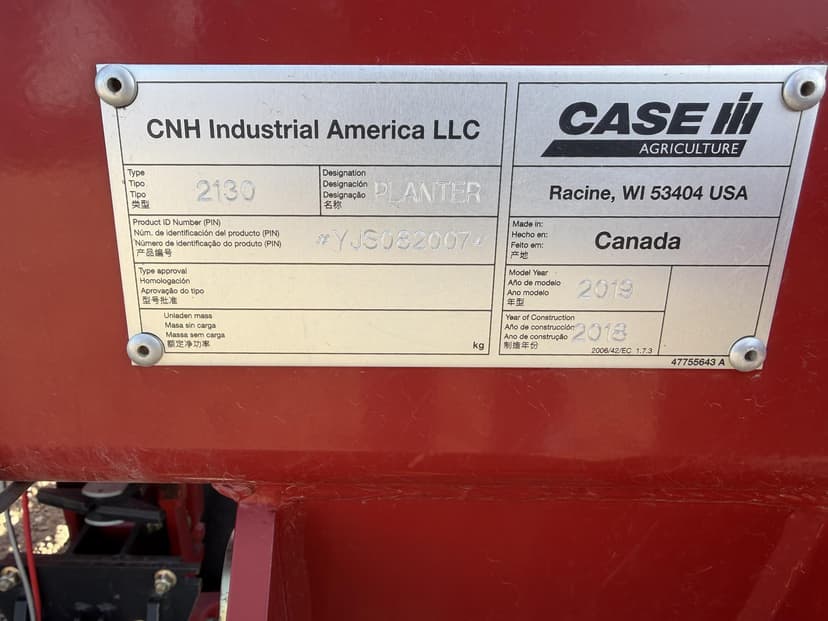 CNH Industrial America LLC
CASE IH
AGRICULTURE
Type
Tipo
Tipo
类型
2130
Designation
Designación
Designação
名称
PLANTER
Racine, WI 53404 USA
Product ID Number (PIN)
Núm. de identificación del producto (PIN)
Número de identificação do produto (PIN)
产品编号
*YJS082007*
Made in:
Hecho en:
Feito em:
产地
Canada
Type approval
Homologación
Aprovação do tipo
型号批准
Model Year
Año de modelo
Ano modelo
年型
2019
Unladen mass
Masa sin carga
Massa sem carga
额定净功率
kg
Year of Construction
Año de construcción
Ano de construção
制造年份
2018
2006/42/EC 1.7.3
47755643 A